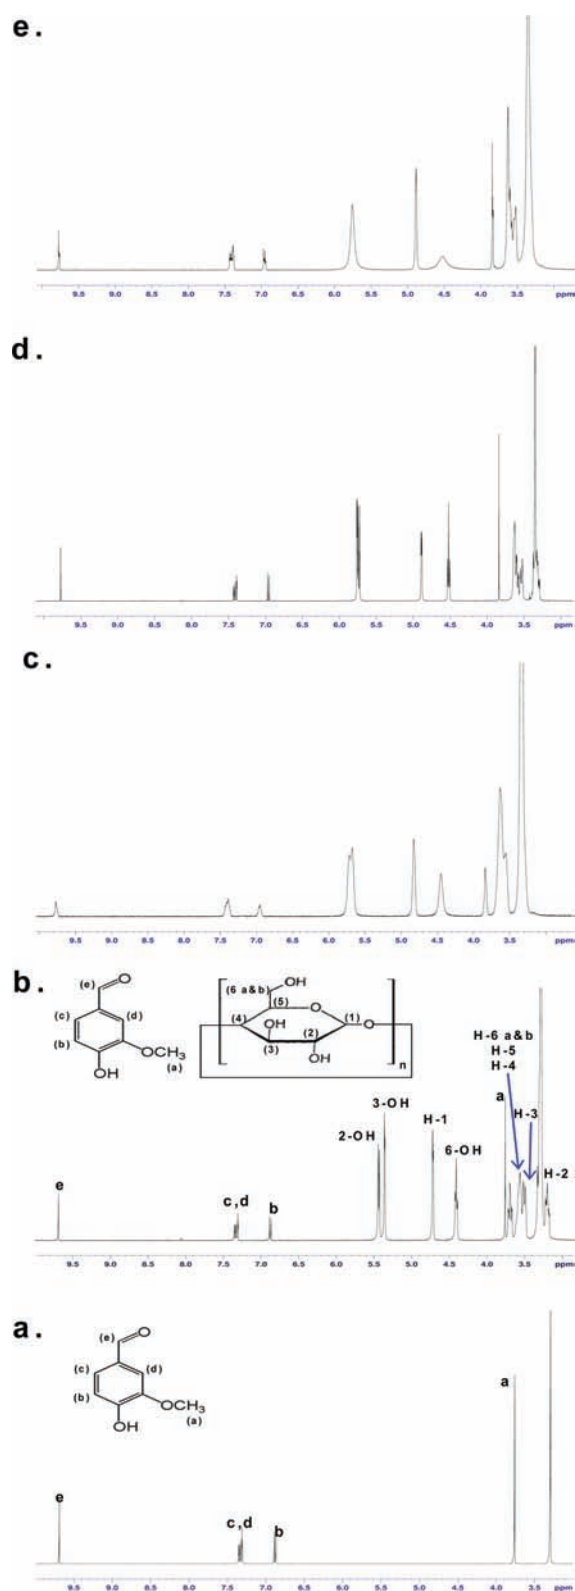 e.
9.5 9.0 8.5 8.0 7.5 7.0 6.5 6.0 5.5 5.0 4.5 4.0 3.5 ppm
d.
9.5 9.0 8.5 8.0 7.5 7.0 6.5 6.0 5.5 5.0 4.5 4.0 3.5 ppm
c.
9.5 9.0 8.5 8.0 7.5 7.0 6.5 6.0 5.5 5.0 4.5 4.0 3.5 ppm
b.
(e) O
(c) (d)
(b) OCH3
OH (a)
(6 a&b) OH
(5) O
(4) (1) O
OH (2)
(3) OH
n
H-6 a&b
H-5
H-4
a
H-3
3-OH
2-OH H-1
6-OH
H-2
e
c,d
b
9.5 9.0 8.5 8.0 7.5 7.0 6.5 6.0 5.5 5.0 4.5 4.0 3.5 ppm
a.
(e) O
(c) (d)
(b) OCH3
OH (a)
a
e
c,d
b
9.5 9.0 8.5 8.0 7.5 7.0 6.5 6.0 5.5 5.0 4.5 4.0 3.5 ppm